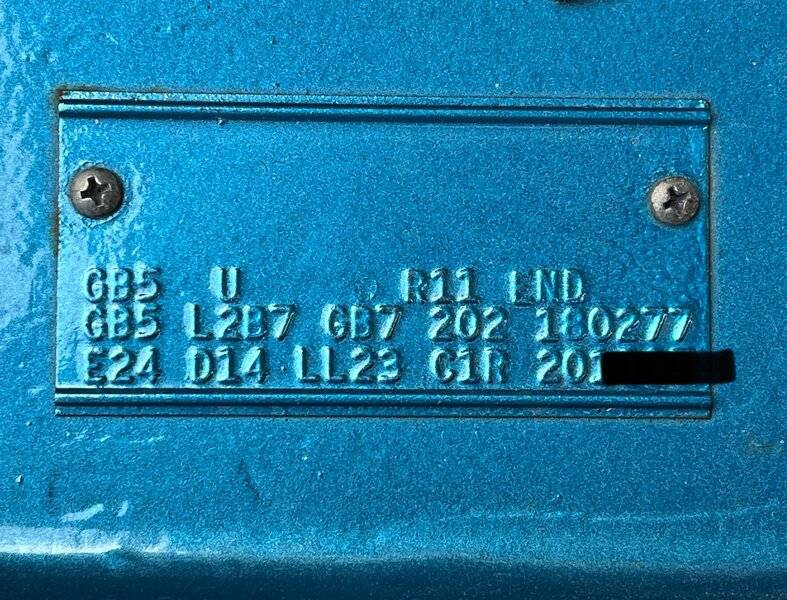 GB5 U R11 END
GB5 L2B7 GB7 202 180277
E24 D14 LL23 C1R 201